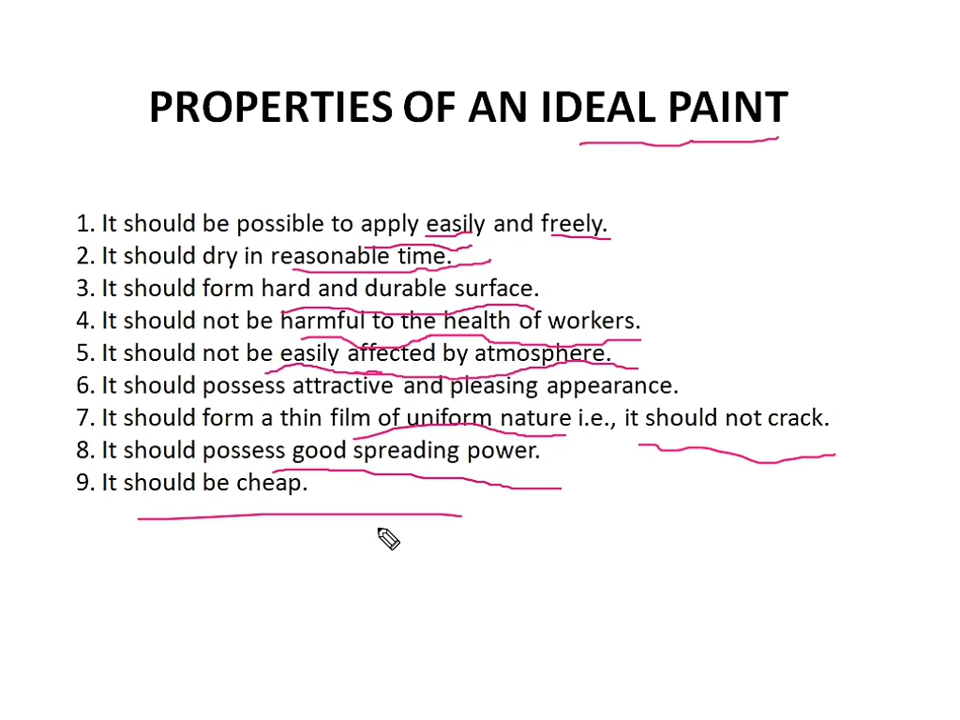 PROPERTIES OF AN IDEAL PAINT
1. It should be possible to apply easily and freely.
2. It should dry in reasonable time.
3. It should form hard and durable surface.
4. It should not be harmful to the health of workers.
5. It should not be easily affected by atmosphere.
6. It should possess attractive and pleasing appearance.
7. It should form a thin film of uniform nature i.e., it should not crack.
8. It should possess good spreading power.
9. It should be cheap.